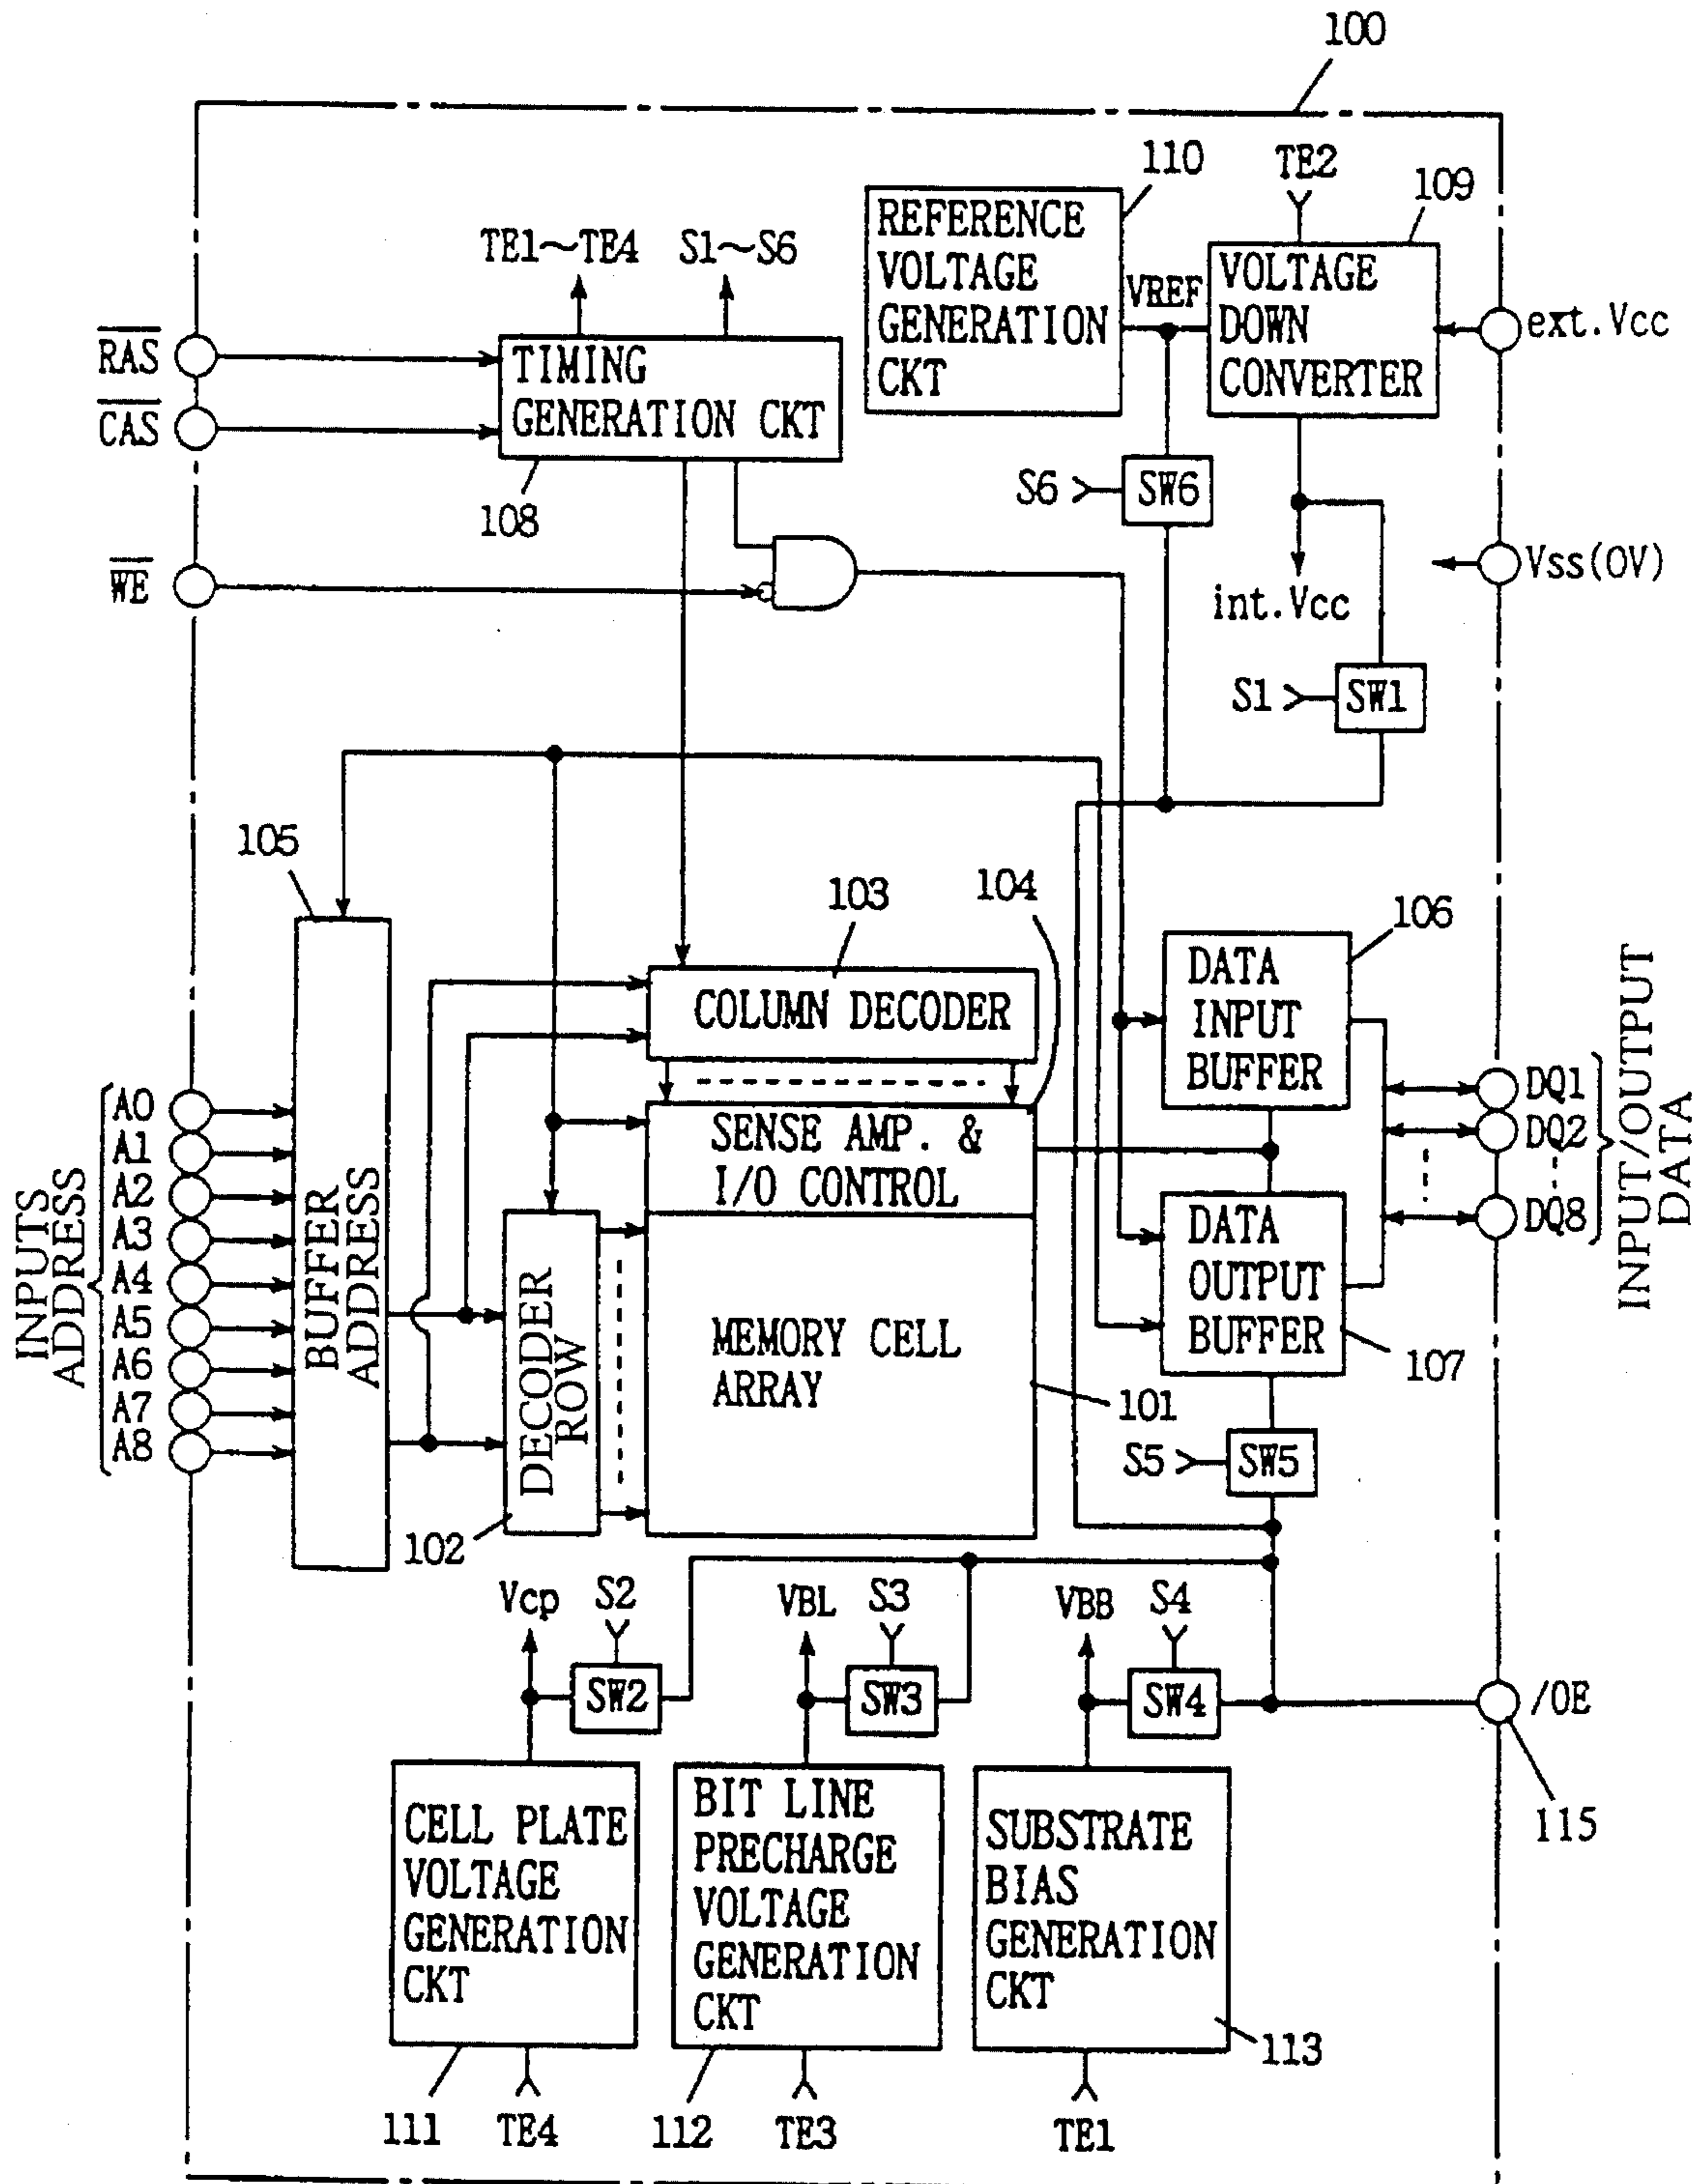 100
110
TE2
109
REFERENCE
VOLTAGE
GENERATION
CKT
VREF
VOLTAGE
DOWN
CONVERTER
ext.Vcc
TE1~TE4
S1~S6
RAS
CAS
TIMING
GENERATION CKT
108
S6
SW6
WE
int.Vcc
Vss(0V)
S1
SW1
105
103
104
106
COLUMN DECODER
DATA
INPUT
BUFFER
INPUT/OUTPUT
DATA
DQ1
DQ2
DQ8
INPUTS
ADDRESS
A0
A1
A2
A3
A4
A5
A6
A7
A8
BUFFER
ADDRESS
SENSE AMP. &
I/O CONTROL
DECODER
ROW
MEMORY CELL
ARRAY
DATA
OUTPUT
BUFFER
107
101
102
S5
SW5
Vcp
S2
SW2
VBL
S3
SW3
VBB
S4
SW4
/OE
115
CELL PLATE
VOLTAGE
GENERATION
CKT
BIT LINE
PRECHARGE
VOLTAGE
GENERATION
CKT
SUBSTRATE
BIAS
GENERATION
CKT
113
111
TE4
112
TE3
TE1